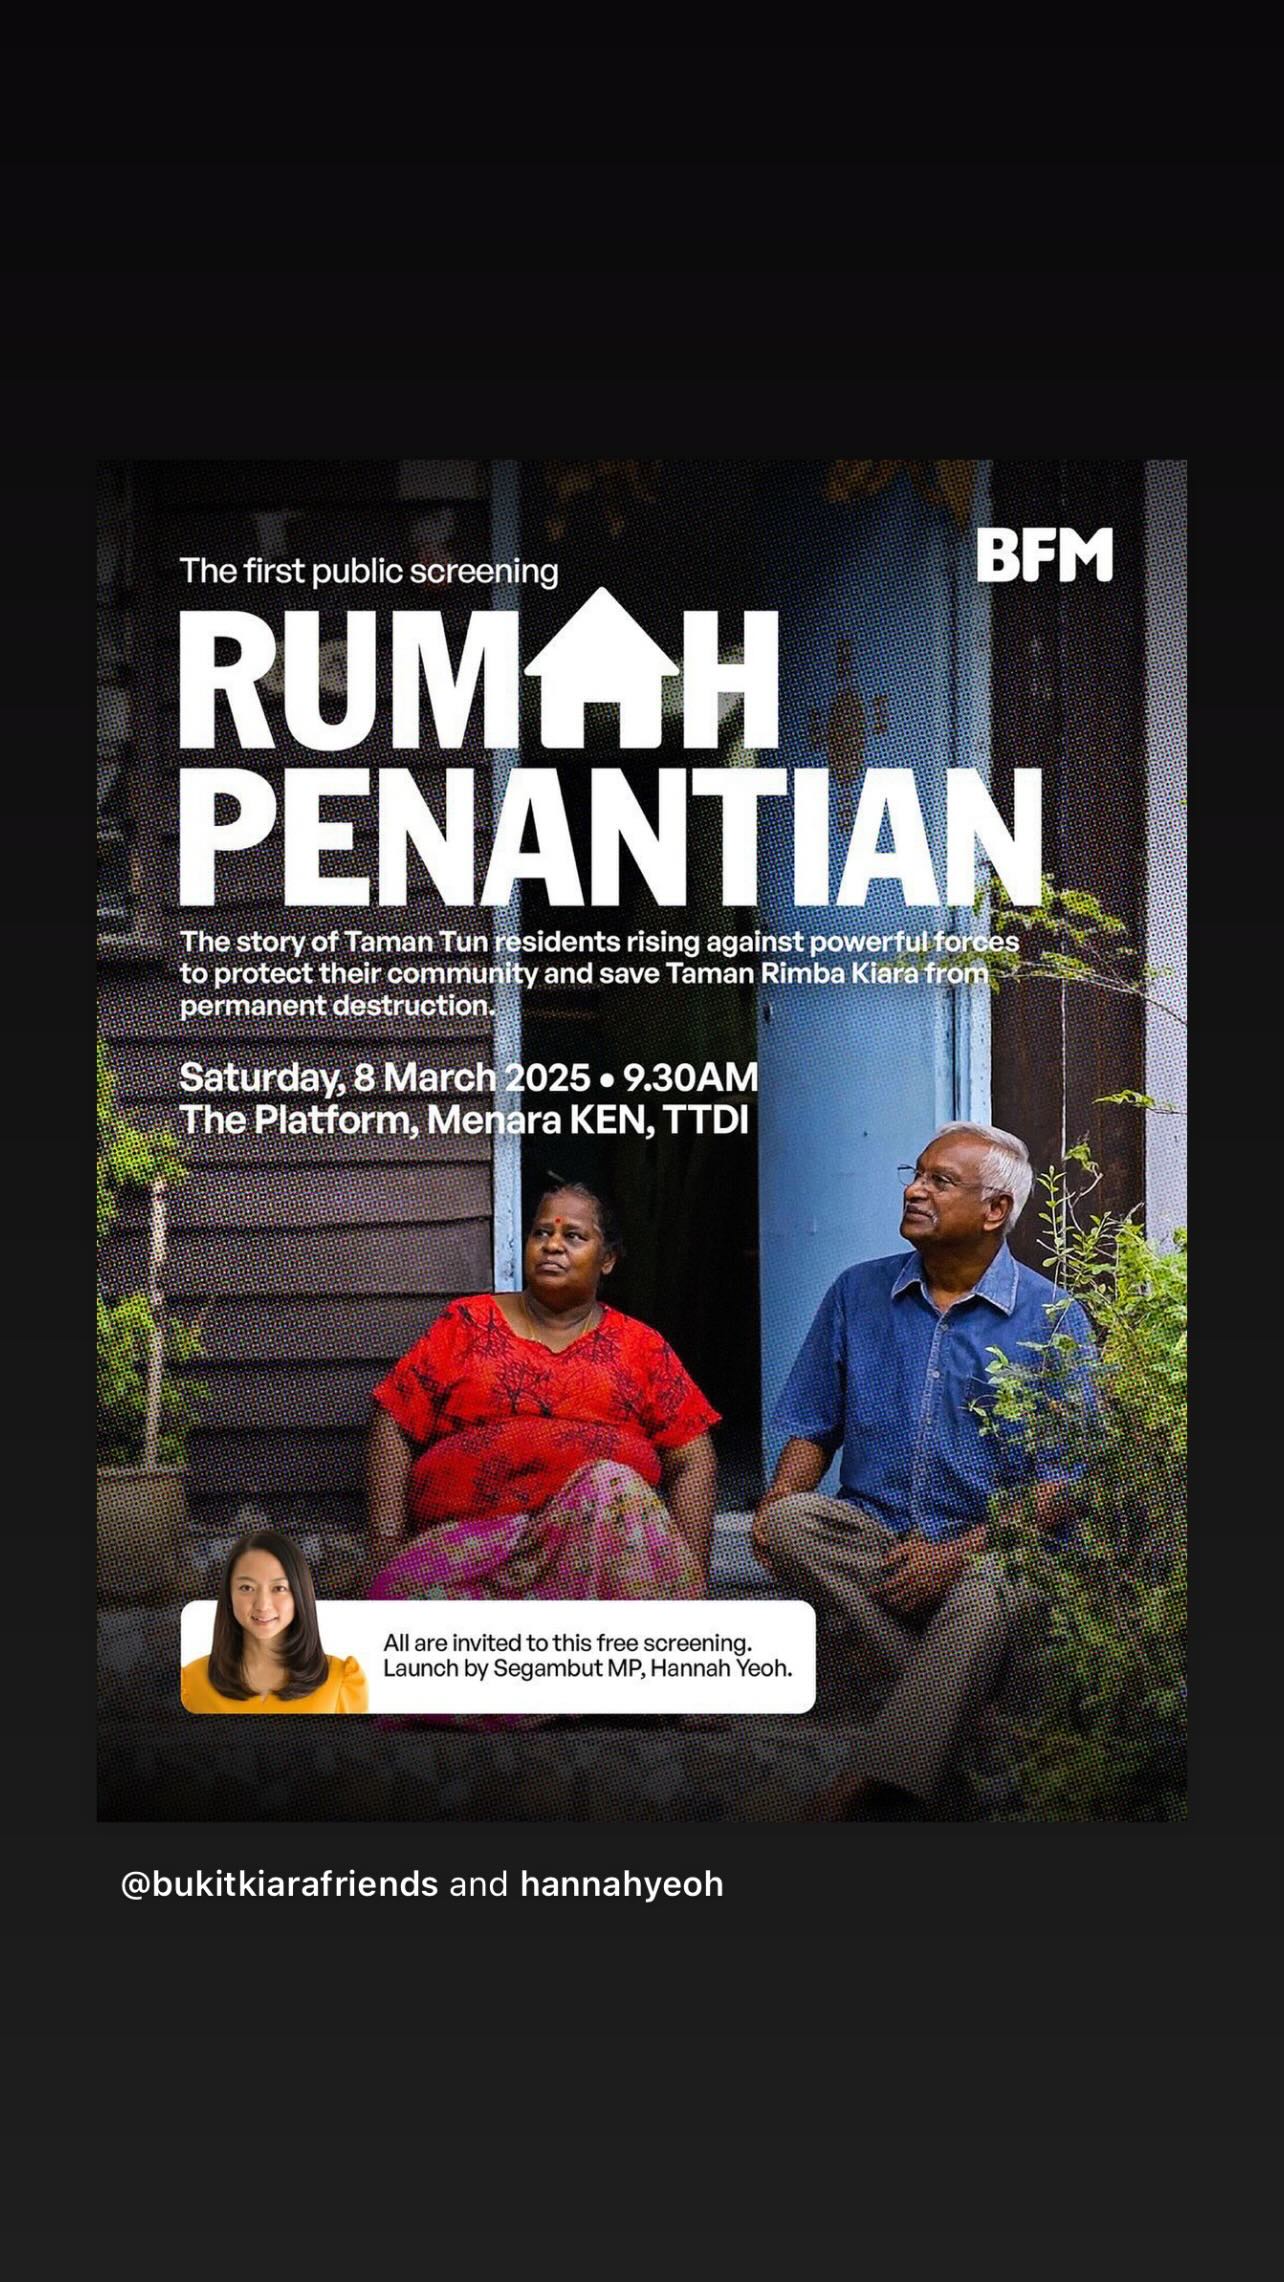 The first public screening
BFM
RUMAH
PENANTIAN
The story of Taman Tun residents rising against powerful forces
to protect their community and save Taman Rimba Kiara from
permanent destruction.
Saturday, 8 March 2025 • 9.30AM
The Platform, Menara KEN, TTDI
All are invited to this free screening.
Launch by Segambut MP, Hannah Yeoh.
@bukitkiarafriends and hannahyeoh